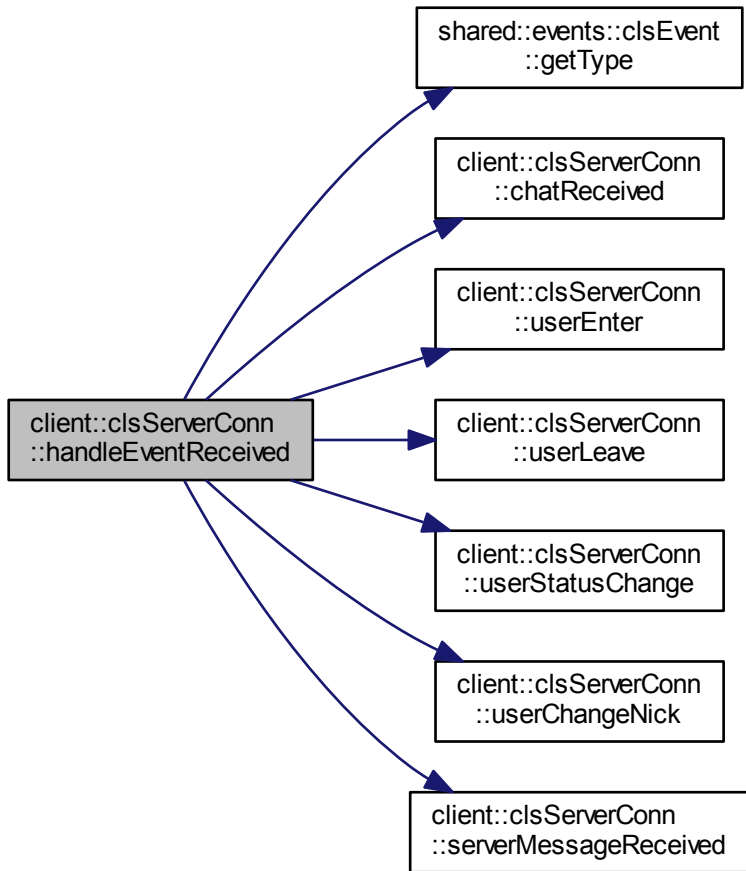 shared::events::clsEvent
::getType
client::clsServerConn
::chatReceived
client::clsServerConn
::userEnter
client::clsServerConn
::handleEventReceived
client::clsServerConn
::userLeave
client::clsServerConn
::userStatusChange
client::clsServerConn
::userChangeNick
client::clsServerConn
::serverMessageReceived